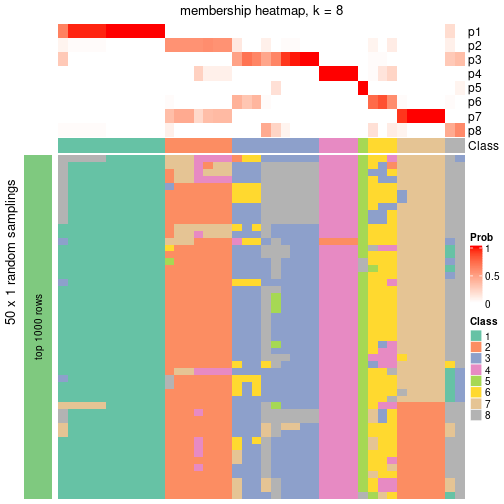 membership heatmap, k = 8
p1
p2
p3
p4
p5
p6
p7
p8
Class
50 x 1 random samplings
top 1000 rows
Prob
1
0.5
0
Class
1
2
3
4
5
6
7
8